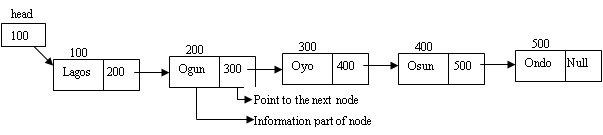 head
100
100
Lagos 200
200
Ogun 300
300
Oyo 400
400
Osun 500
500
Ondo Null
Point to the next node
Information part of node